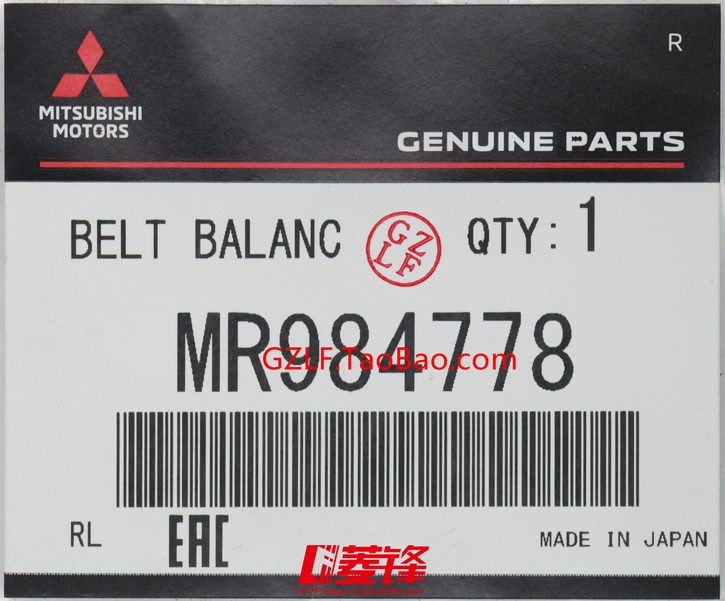 R
MITSUBISHI
MOTORS
GENUINE PARTS
BELT BALANC
GZ
LF
QTY: 1
MR984778
GZLF.TaoBao.com
RL
EAC
MADE IN JAPAN
菱锋